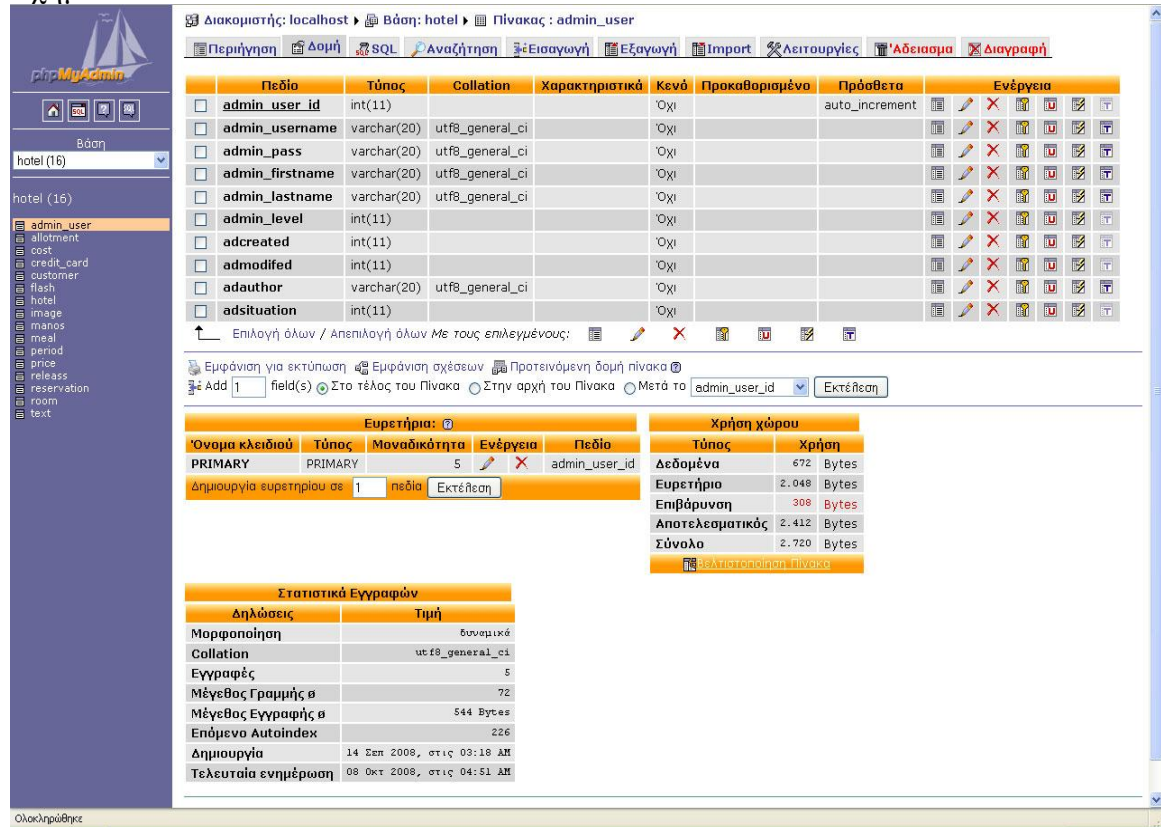 Διακομιστής: localhost ▸ Βάση: hotel ▸ Πίνακας : admin_user
Περιήγηση Δομή SQL Αναζήτηση Εισαγωγή Εξαγωγή Import Λειτουργίες 'Αδειασμα Διαγραφή
phpMyAdmin
SQL
Βάση
hotel (16)
hotel (16)
admin_user
allotment
cost
credit_card
customer
flash
hotel
image
manos
meal
period
price
releass
reservation
room
text
Πεδίο Τύπος Collation Χαρακτηριστικά Κενό Προκαθορισμένο Πρόσθετα Ενέργεια
admin_user_id int(11) Όχι auto_increment
admin_username varchar(20) utf8_general_ci Όχι
admin_pass varchar(20) utf8_general_ci Όχι
admin_firstname varchar(20) utf8_general_ci Όχι
admin_lastname varchar(20) utf8_general_ci Όχι
admin_level int(11) Όχι
adcreated int(11) Όχι
admodifed int(11) Όχι
adauthor varchar(20) utf8_general_ci Όχι
adsituation int(11) Όχι
Επιλογή όλων / Απεπιλογή όλων Με τους επιλεγμένους:
Εμφάνιση για εκτύπωση Εμφάνιση σχέσεων Προτεινόμενη δομή πίνακα
Add 1 field(s) Στο τέλος του Πίνακα Στην αρχή του Πίνακα Μετά το admin_user_id Εκτέλεση
Ευρετήρια:
Όνομα κλειδιού Τύπος Μοναδικότητα Ενέργεια Πεδίο
PRIMARY PRIMARY 5 admin_user_id
Δημιουργία ευρετηρίου σε 1 πεδία Εκτέλεση
Χρήση χώρου
Τύπος Χρήση
Δεδομένα 672 Bytes
Ευρετήριο 2.048 Bytes
Επιβάρυνση 308 Bytes
Αποτελεσματικός 2.412 Bytes
Σύνολο 2.720 Bytes
Βελτιστοποίηση Πίνακα
Στατιστικά Εγγραφών
Δηλώσεις Τιμή
Μορφοποίηση δυναμικά
Collation utf8_general_ci
Εγγραφές 5
Μέγεθος Γραμμής ø 72
Μέγεθος Εγγραφής ø 544 Bytes
Επόμενο Autoindex 226
Δημιουργία 14 Σεπ 2008, στις 03:18 AM
Τελευταία ενημέρωση 08 Οκτ 2008, στις 04:51 AM
Ολοκληρώθηκε